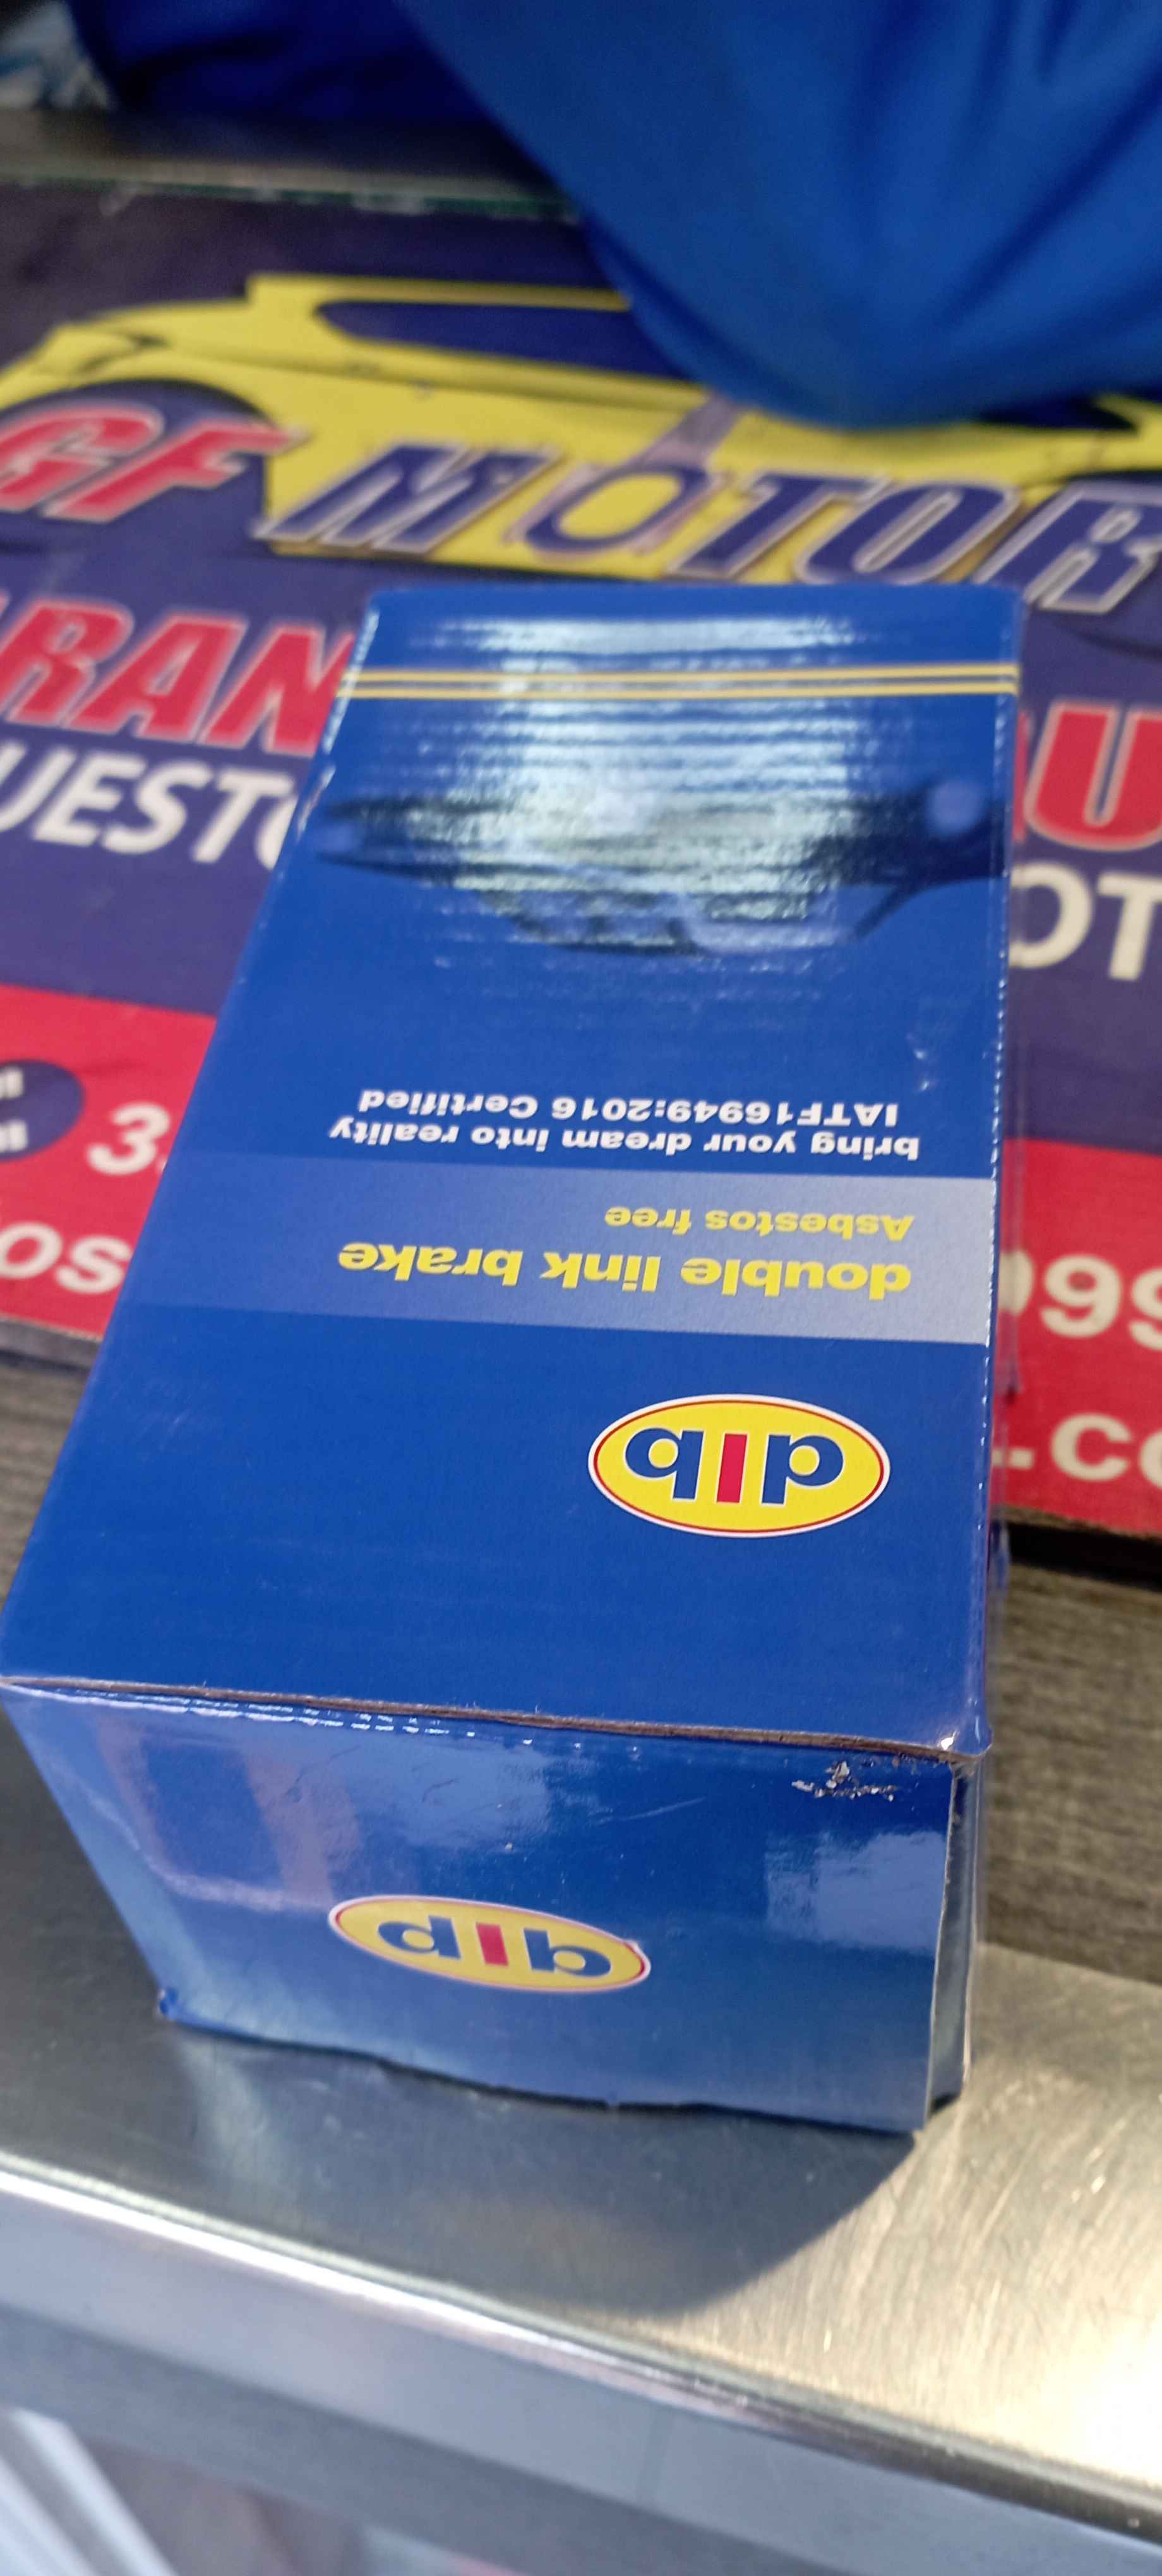 GF MOTOR
RAN
U
UEST
OT
3
99
os
.co
dlb
double link brake
Asbestos free
bring your dream into reality
IATF16949:2016 Certified
dlb